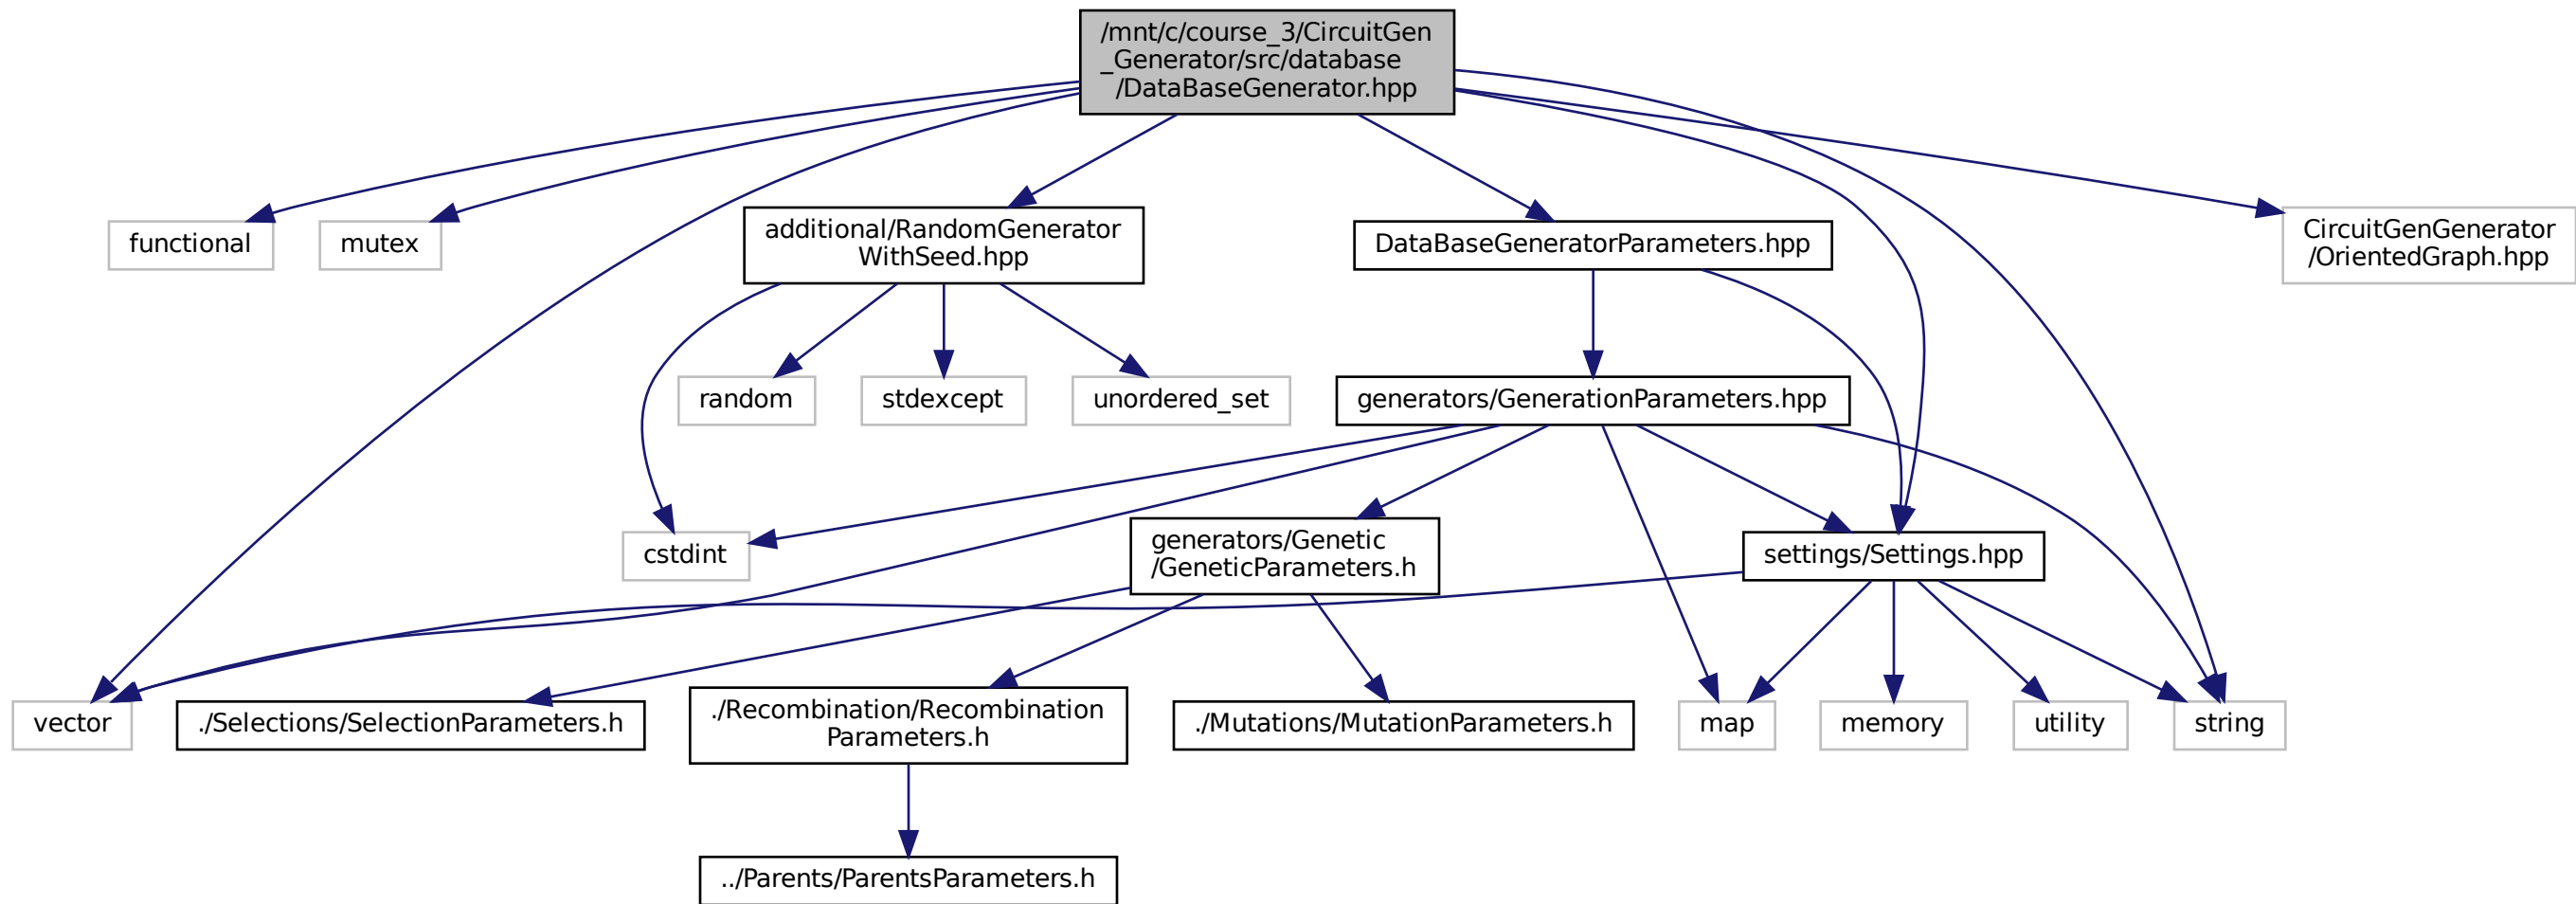 /mnt/c/course_3/CircuitGen
_Generator/src/database
/DataBaseGenerator.hpp
functional
mutex
additional/RandomGenerator
WithSeed.hpp
DataBaseGeneratorParameters.hpp
CircuitGenGenerator
/OrientedGraph.hpp
random
stdexcept
unordered_set
generators/GenerationParameters.hpp
cstdint
generators/Genetic
/GeneticParameters.h
settings/Settings.hpp
vector
./Selections/SelectionParameters.h
./Recombination/Recombination
Parameters.h
./Mutations/MutationParameters.h
map
memory
utility
string
../Parents/ParentsParameters.h